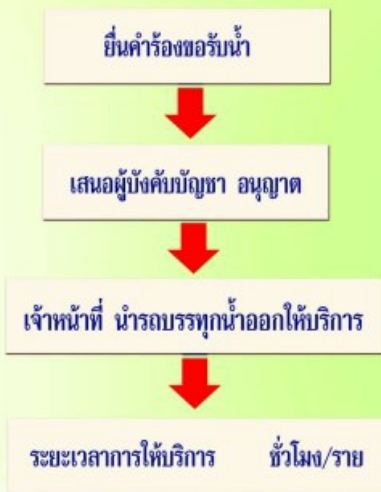 ยื่นคำร้องขอรับน้ำ
เสนอผู้บังคับบัญชา อนุญาต
เจ้าหน้าที่ นำรถบรรทุกน้ำออกให้บริการ
ระยะเวลาการให้บริการ ชั่วโมง/ราย